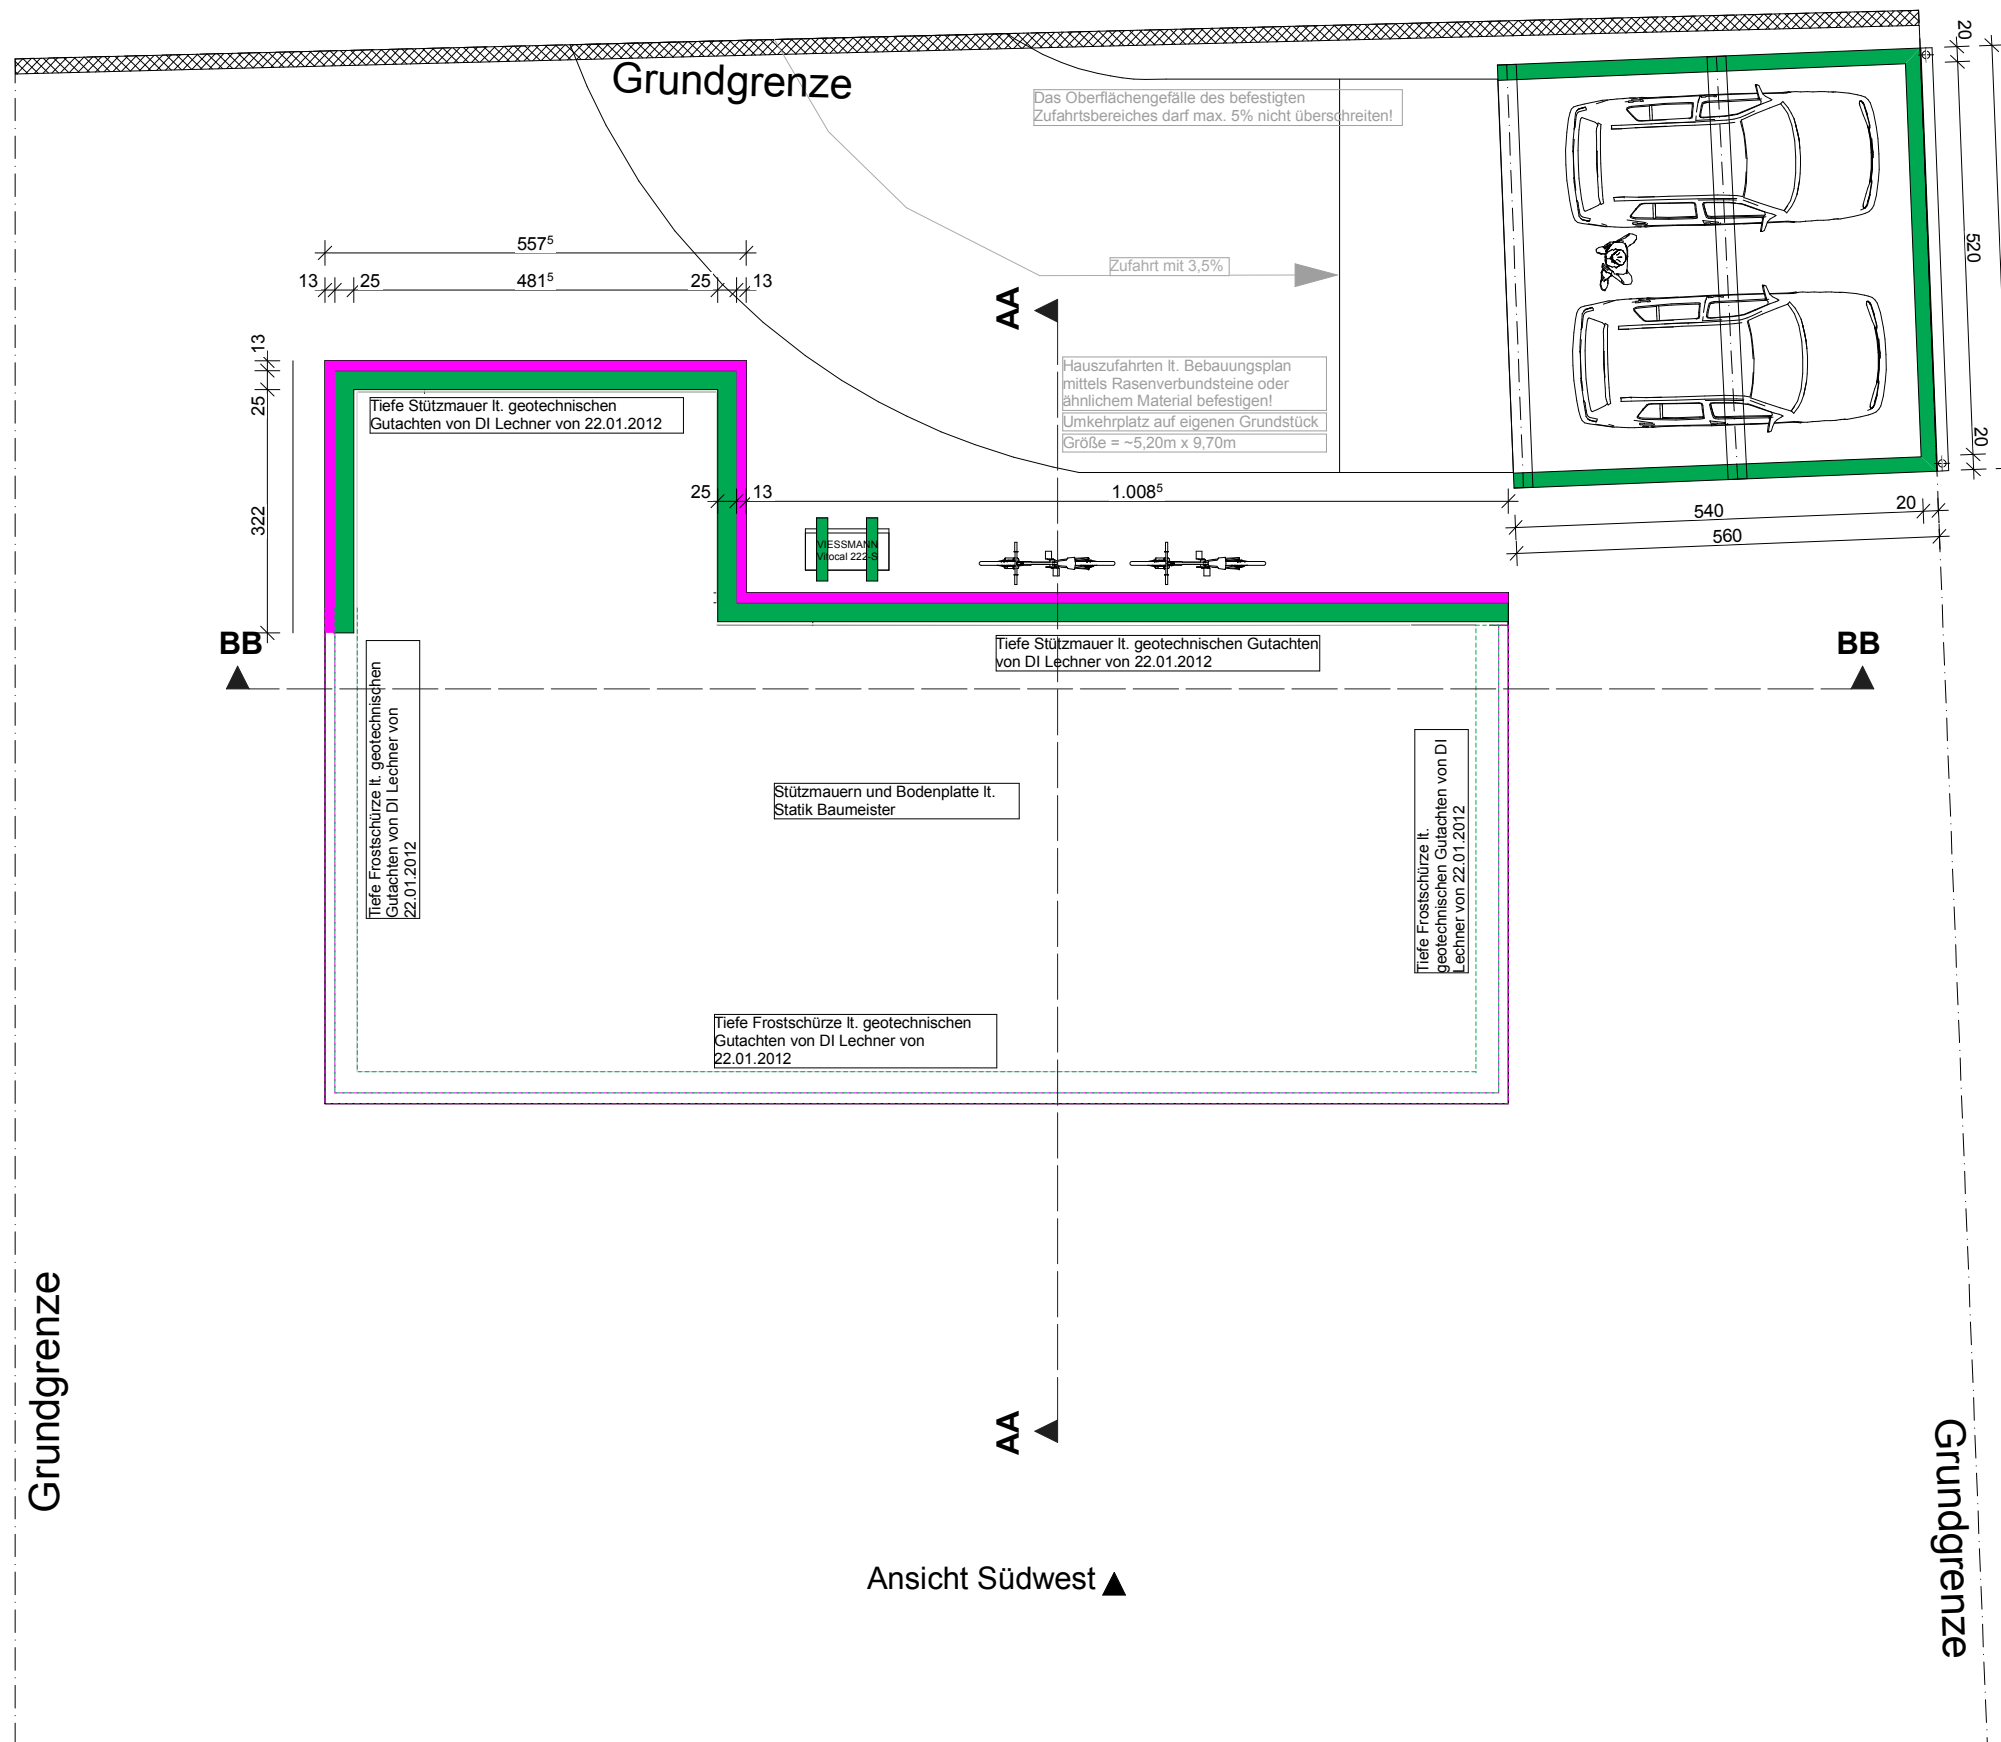 Grundgrenze
Das Oberflächengefälle des befestigten
Zufahrtsbereiches darf max. 5% nicht überschreiten!
20
520
20
557⁵
13
25
481⁵
25
13
Zufahrt mit 3,5%
AA
13
25
322
Tiefe Stützmauer lt. geotechnischen
Gutachten von DI Lechner von 22.01.2012
Hauszufahrten lt. Bebauungsplan
mittels Rasenverbundsteine oder
ähnlichem Material befestigen!
Umkehrplatz auf eigenen Grundstück
Größe = ~5,20m x 9,70m
25
13
1.008⁵
540
20
560
VIESSMANN
Vitocal 222-S
BB
Tiefe Stützmauer lt. geotechnischen Gutachten
von DI Lechner von 22.01.2012
BB
Tiefe Frostschürze lt. geotechnischen
Gutachten von DI Lechner von
22.01.2012
Stützmauern und Bodenplatte lt.
Statik Baumeister
Tiefe Frostschürze lt.
geotechnischen Gutachten von DI
Lechner von 22.01.2012
Tiefe Frostschürze lt. geotechnischen
Gutachten von DI Lechner von
22.01.2012
Grundgrenze
AA
Grundgrenze
Ansicht Südwest